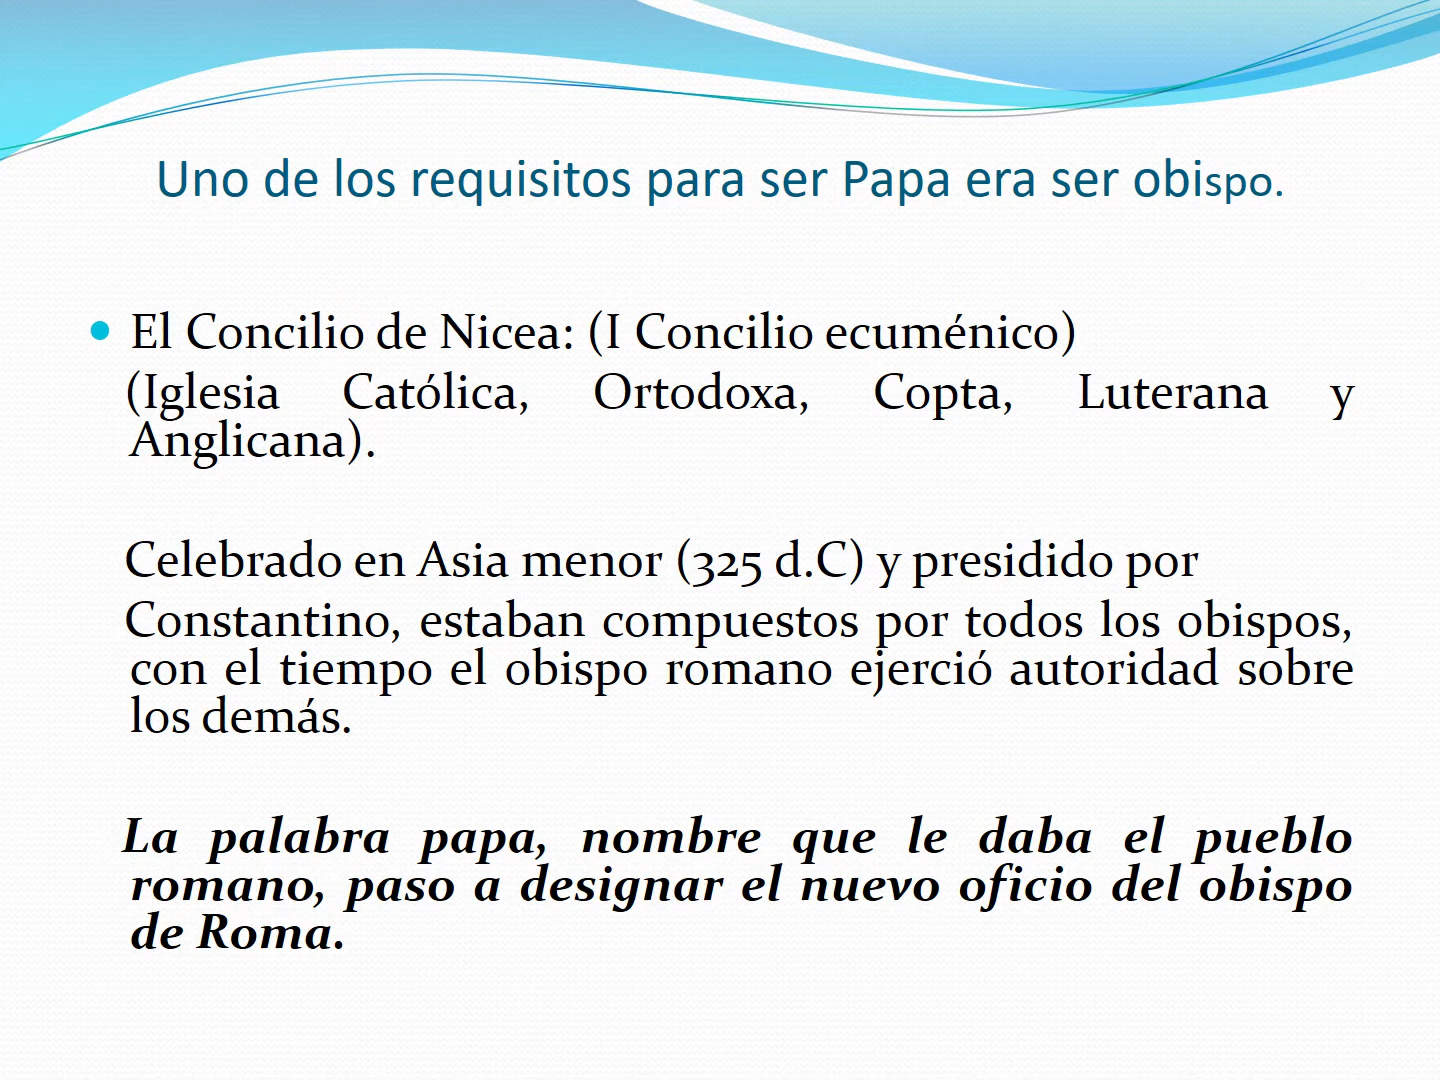 Uno de los requisitos para ser Papa era ser obispo.
El Concilio de Nicea: (I Concilio ecuménico)
(Iglesia Católica, Ortodoxa, Copta, Luterana y
Anglicana).
Celebrado en Asia menor (325 d.C) y presidido por
Constantino, estaban compuestos por todos los obispos,
con el tiempo el obispo romano ejerció autoridad sobre
los demás.
La palabra papa, nombre que le daba el pueblo
romano, paso a designar el nuevo oficio del obispo
de Roma.